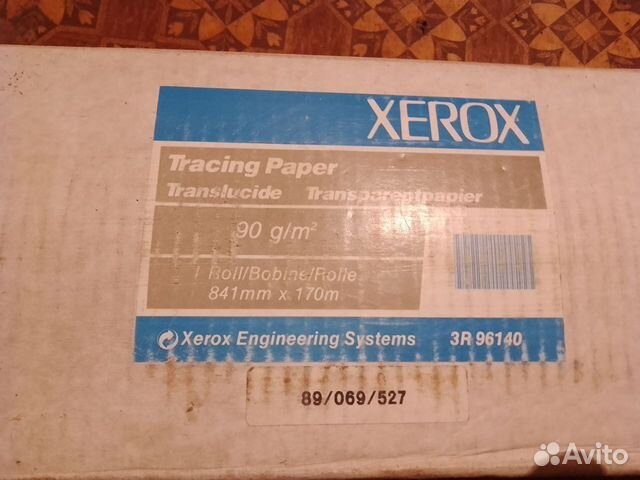 XEROX
Tracing Paper
Translucide Transparentpapier
90 g/m²
1 Roll/Bobine/Rolle
841mm x 170m
Xerox Engineering Systems 3R 96140
89/069/527
Avito